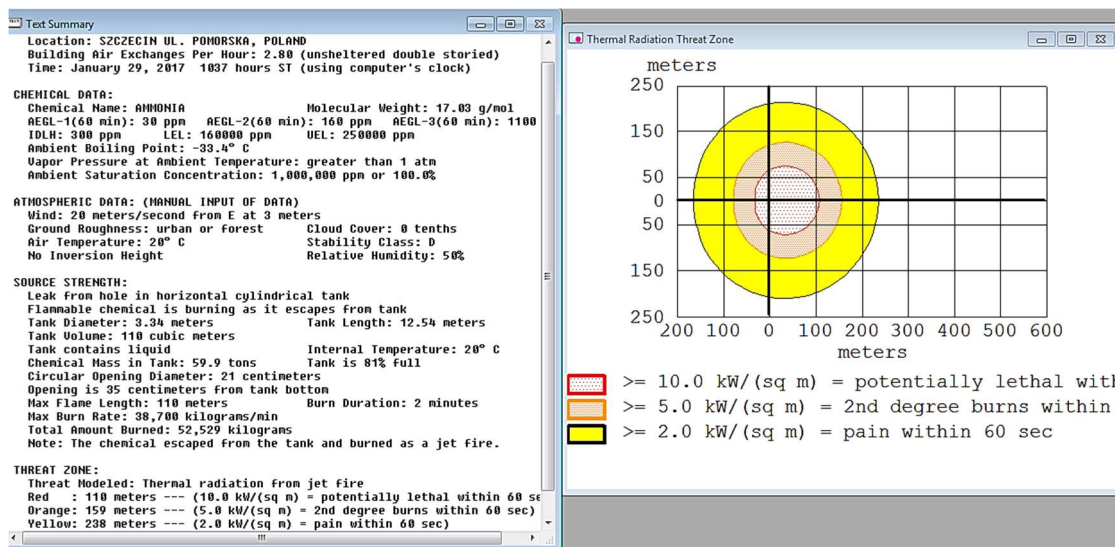 Text Summary
Location: SZCZECIN UL. POMORSKA, POLAND
Building Air Exchanges Per Hour: 2.80 (unsheltered double storied)
Time: January 29, 2017 1037 hours ST (using computer's clock)
CHEMICAL DATA:
Chemical Name: AMMONIA Molecular Weight: 17.03 g/mol
AEGL-1(60 min): 30 ppm AEGL-2(60 min): 160 ppm AEGL-3(60 min): 1100
IDLH: 300 ppm LEL: 160000 ppm UEL: 250000 ppm
Ambient Boiling Point: -33.4° C
Vapor Pressure at Ambient Temperature: greater than 1 atm
Ambient Saturation Concentration: 1,000,000 ppm or 100.0%
ATMOSPHERIC DATA: (MANUAL INPUT OF DATA)
Wind: 20 meters/second from E at 3 meters
Ground Roughness: urban or forest Cloud Cover: 0 tenths
Air Temperature: 20° C Stability Class: D
No Inversion Height Relative Humidity: 50%
SOURCE STRENGTH:
Leak from hole in horizontal cylindrical tank
Flammable chemical is burning as it escapes from tank
Tank Diameter: 3.34 meters Tank Length: 12.54 meters
Tank Volume: 110 cubic meters
Tank contains liquid Internal Temperature: 20° C
Chemical Mass in Tank: 59.9 tons Tank is 81% full
Circular Opening Diameter: 21 centimeters
Opening is 35 centimeters from tank bottom
Max Flame Length: 110 meters Burn Duration: 2 minutes
Max Burn Rate: 38,700 kilograms/min
Total Amount Burned: 52,529 kilograms
Note: The chemical escaped from the tank and burned as a jet fire.
THREAT ZONE:
Threat Modeled: Thermal radiation from jet fire
Red : 110 meters --- (10.0 kW/(sq m) = potentially lethal within 60 se
Orange: 159 meters --- (5.0 kW/(sq m) = 2nd degree burns within 60 sec)
Yellow: 238 meters --- (2.0 kW/(sq m) = pain within 60 sec)
Thermal Radiation Threat Zone
meters
250
150
50
0
50
150
250
200 100 0 100 200 300 400 500 600
meters
>= 10.0 kW/(sq m) = potentially lethal with
>= 5.0 kW/(sq m) = 2nd degree burns within
>= 2.0 kW/(sq m) = pain within 60 sec